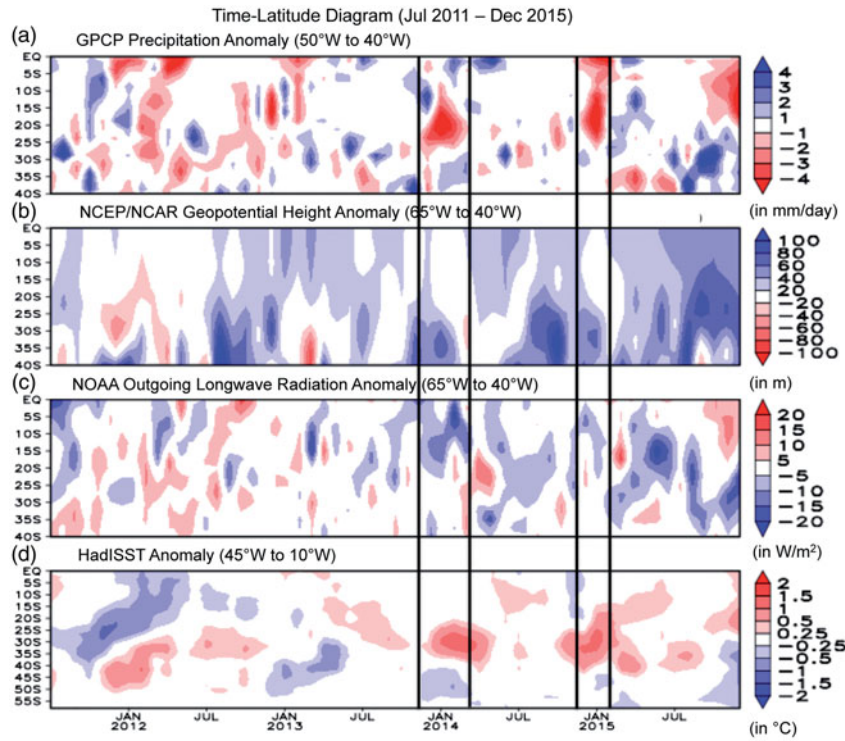 Time-Latitude Diagram (Jul 2011 – Dec 2015)
(a)
GPCP Precipitation Anomaly (50°W to 40°W)
EQ
5S
10S
15S
20S
25S
30S
35S
40S
4
3
2
1
−1
−2
−3
−4
(in mm/day)
(b)
NCEP/NCAR Geopotential Height Anomaly (65°W to 40°W)
EQ
5S
10S
15S
20S
25S
30S
35S
40S
100
80
60
40
20
−20
−40
−60
−80
−100
(in m)
(c)
NOAA Outgoing Longwave Radiation Anomaly (65°W to 40°W)
EQ
5S
10S
15S
20S
25S
30S
35S
40S
20
15
10
5
−5
−10
−15
−20
(in W/m²)
(d)
HadISST Anomaly (45°W to 10°W)
EQ
5S
10S
15S
20S
25S
30S
35S
40S
45S
50S
55S
2
1.5
1
0.5
0.25
−0.25
−0.5
−1
−1.5
−2
(in °C)
JAN JUL JAN JUL JAN JUL JAN JUL
2012 2013 2014 2015